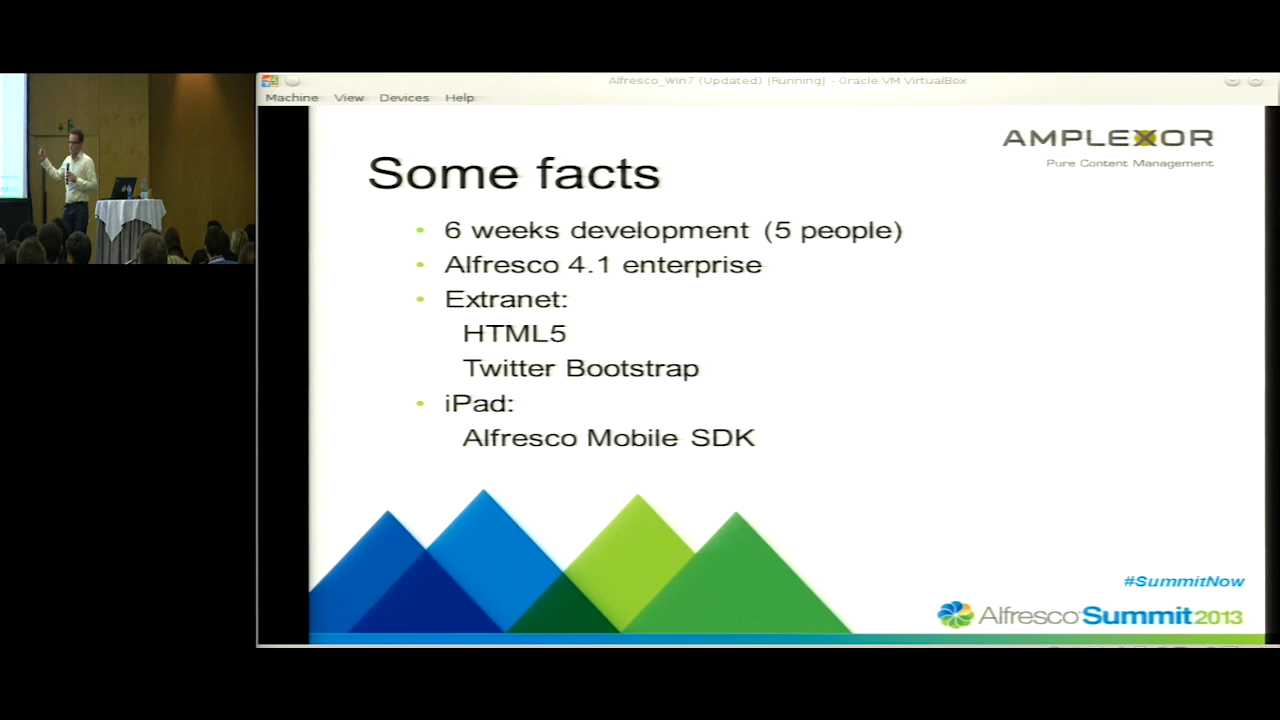 Alfresco_Win7 (Updated) [Running] - Oracle VM VirtualBox
Machine View Devices Help
AMPLEXOR
Pure Content Management
Some facts
• 6 weeks development (5 people)
• Alfresco 4.1 enterprise
• Extranet:
HTML5
Twitter Bootstrap
• iPad:
Alfresco Mobile SDK
#SummitNow
Alfresco Summit 2013